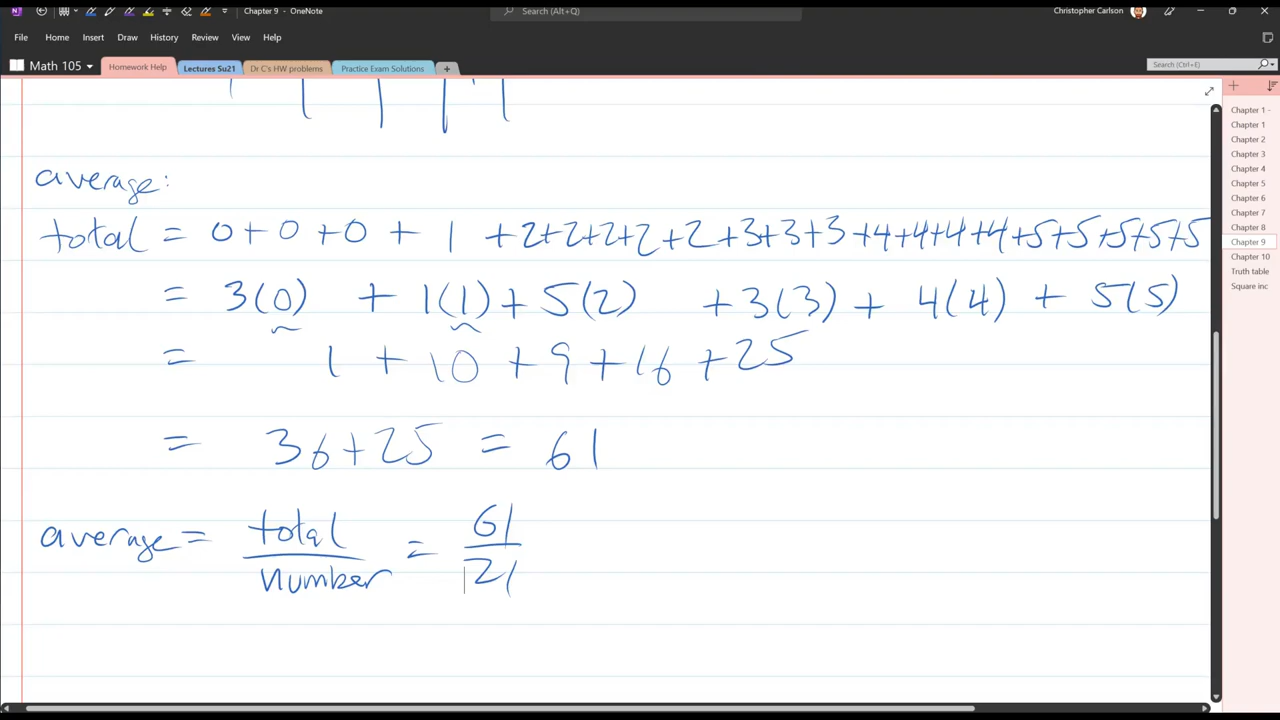 Chapter 9 - OneNote
Search (Alt+Q)
Christopher Carlson
File Home Insert Draw History Review View Help
Math 105
Homework Help Lectures Su21 Dr C's HW problems Practice Exam Solutions +
Search (Ctrl+E)
average:
total = 0+0+0+1+2+2+2+2+2+3+3+3+4+4+4+4+5+5+5+5+5
= 3(0) + 1(1) + 5(2) + 3(3) + 4(4) + 5(5)
= 1 + 10 + 9 + 16 + 25
= 36 + 25 = 61
average = total / number = 61 / 21
Chapter 1 -
Chapter 1
Chapter 2
Chapter 3
Chapter 4
Chapter 5
Chapter 6
Chapter 7
Chapter 8
Chapter 9
Chapter 10
Truth table
Square inc